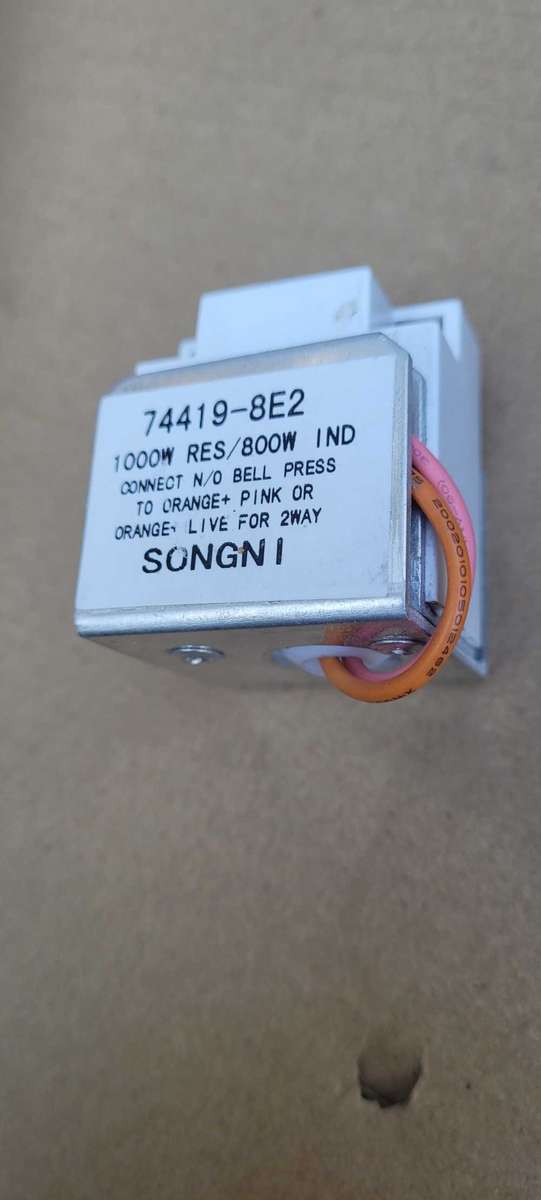 74419-8E2
1000W RES/800W IND
CONNECT N/O BELL PRESS
TO ORANGE+ PINK OR
ORANGE+ LIVE FOR 2WAY
SONGNI